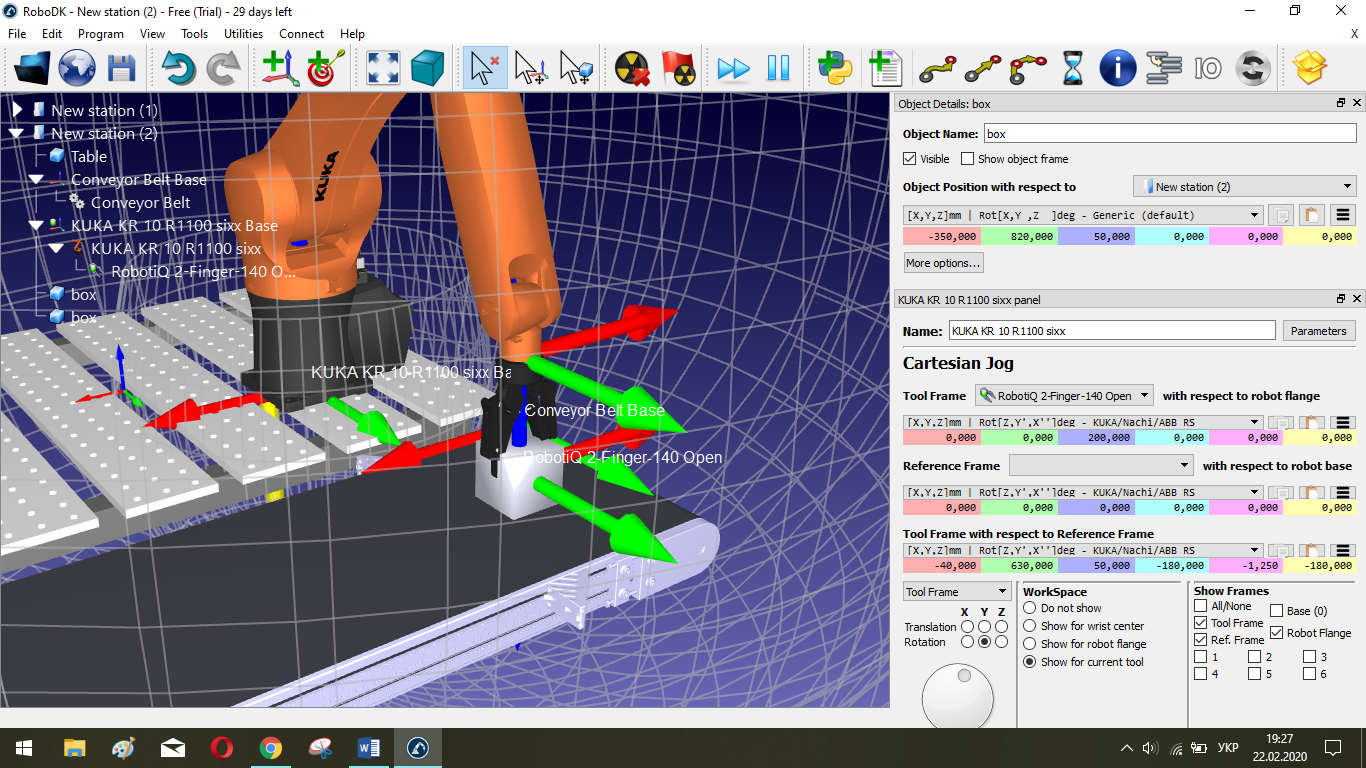 RoboDK - New station (2) - Free (Trial) - 29 days left
File Edit Program View Tools Utilities Connect Help
X
IO
New station (1)
New station (2)
Table
Conveyor Belt Base
Conveyor Belt
KUKA KR 10 R1100 sixx Base
KUKA KR 10 R1100 sixx
RobotiQ 2-Finger-140 O...
box
box
KUKA
KUKA KR 10 R1100 sixx Ba
Conveyor Belt Base
RobotiQ 2-Finger-140 Open
Object Details: box
Object Name: box
Visible Show object frame
Object Position with respect to New station (2)
[X,Y,Z]mm | Rot[X,Y ,Z ]deg - Generic (default)
-350,000 820,000 50,000 0,000 0,000 0,000
More options...
KUKA KR 10 R1100 sixx panel
Name: KUKA KR 10 R1100 sixx Parameters
Cartesian Jog
Tool Frame RobotiQ 2-Finger-140 Open with respect to robot flange
[X,Y,Z]mm | Rot[Z,Y',X'']deg - KUKA/Nachi/ABB RS
0,000 0,000 200,000 0,000 0,000 0,000
Reference Frame with respect to robot base
[X,Y,Z]mm | Rot[Z,Y',X'']deg - KUKA/Nachi/ABB RS
0,000 0,000 0,000 0,000 0,000 0,000
Tool Frame with respect to Reference Frame
[X,Y,Z]mm | Rot[Z,Y',X'']deg - KUKA/Nachi/ABB RS
-40,000 630,000 50,000 -180,000 -1,250 -180,000
Tool Frame
X Y Z
Translation
Rotation
WorkSpace
Do not show
Show for wrist center
Show for robot flange
Show for current tool
Show Frames
All/None Base (0)
Tool Frame Robot Flange
Ref. Frame
1 2 3
4 5 6
УКР
19:27
22.02.2020